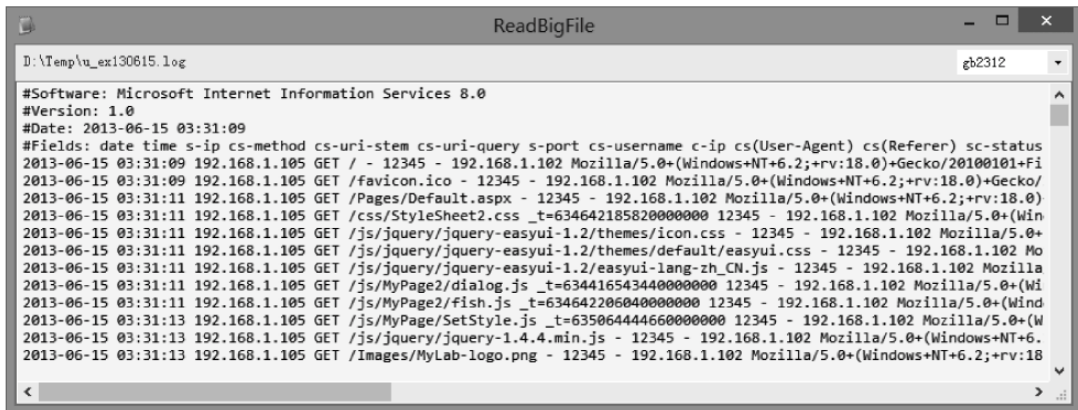 ReadBigFile
D:\Temp\u_ex130615.log gb2312
#Software: Microsoft Internet Information Services 8.0
#Version: 1.0
#Date: 2013-06-15 03:31:09
#Fields: date time s-ip cs-method cs-uri-stem cs-uri-query s-port cs-username c-ip cs(User-Agent) cs(Referer) sc-status
2013-06-15 03:31:09 192.168.1.105 GET / - 12345 - 192.168.1.102 Mozilla/5.0+(Windows+NT+6.2;+rv:18.0)+Gecko/20100101+Fi
2013-06-15 03:31:09 192.168.1.105 GET /favicon.ico - 12345 - 192.168.1.102 Mozilla/5.0+(Windows+NT+6.2;+rv:18.0)+Gecko/
2013-06-15 03:31:11 192.168.1.105 GET /Pages/Default.aspx - 12345 - 192.168.1.102 Mozilla/5.0+(Windows+NT+6.2;+rv:18.0)
2013-06-15 03:31:11 192.168.1.105 GET /css/StyleSheet2.css _t=634642185820000000 12345 - 192.168.1.102 Mozilla/5.0+(Win
2013-06-15 03:31:11 192.168.1.105 GET /js/jquery/jquery-easyui-1.2/themes/icon.css - 12345 - 192.168.1.102 Mozilla/5.0+
2013-06-15 03:31:11 192.168.1.105 GET /js/jquery/jquery-easyui-1.2/themes/default/easyui.css - 12345 - 192.168.1.102 Mo
2013-06-15 03:31:11 192.168.1.105 GET /js/jquery/jquery-easyui-1.2/easyui-lang-zh_CN.js - 12345 - 192.168.1.102 Mozilla
2013-06-15 03:31:11 192.168.1.105 GET /js/MyPage2/dialog.js _t=634416543440000000 12345 - 192.168.1.102 Mozilla/5.0+(Wi
2013-06-15 03:31:11 192.168.1.105 GET /js/MyPage2/fish.js _t=634642206040000000 12345 - 192.168.1.102 Mozilla/5.0+(Wind
2013-06-15 03:31:13 192.168.1.105 GET /js/MyPage/SetStyle.js _t=635064444660000000 12345 - 192.168.1.102 Mozilla/5.0+(W
2013-06-15 03:31:13 192.168.1.105 GET /js/jquery/jquery-1.4.4.min.js - 12345 - 192.168.1.102 Mozilla/5.0+(Windows+NT+6.
2013-06-15 03:31:13 192.168.1.105 GET /Images/MyLab-logo.png - 12345 - 192.168.1.102 Mozilla/5.0+(Windows+NT+6.2;+rv:18